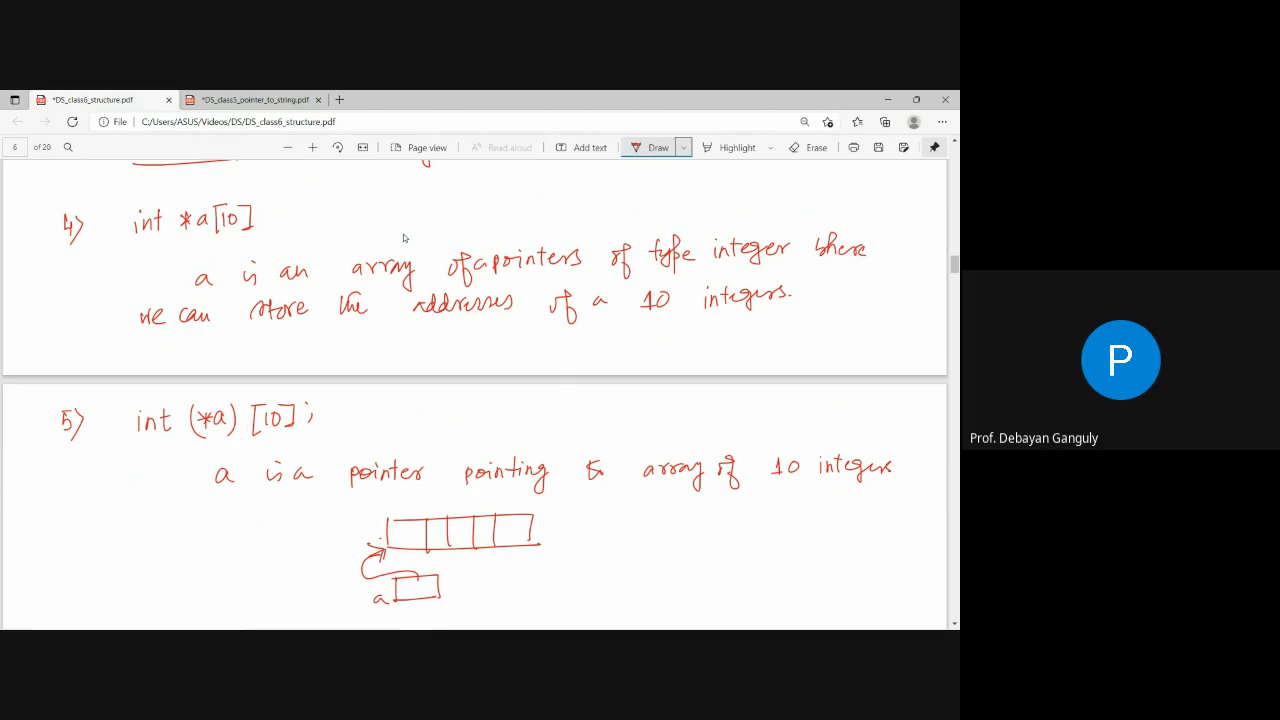 *DS_class6_structure.pdf
*DS_class5_pointer_to_string.pdf
File C:/Users/ASUS/Videos/DS/DS_class6_structure.pdf
6 of 20 Page view Read aloud Add text Draw Highlight Erase
4) int *a[10]
a is an array of a pointers of type integer where
we can store the addresses of a 10 integers.
5) int (*a) [10];
a is a pointer pointing to array of 10 integers
a
P
Prof. Debayan Ganguly